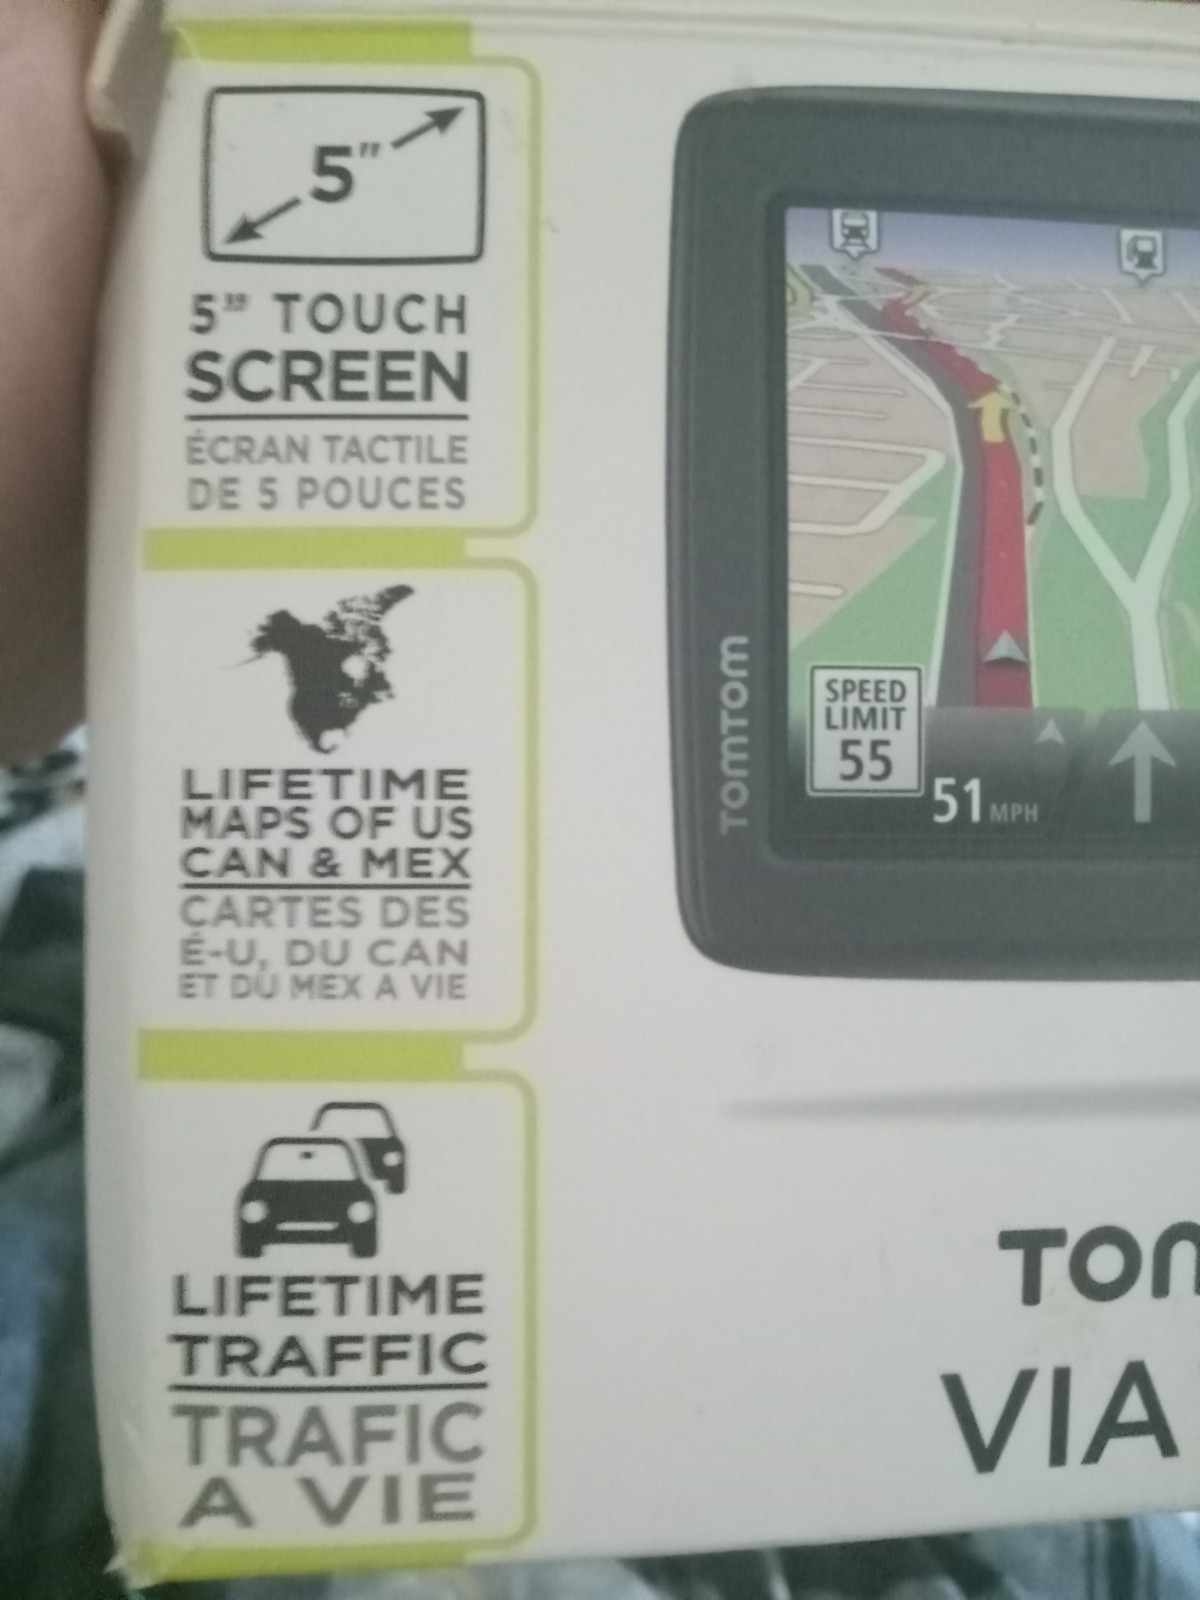 5"
5" TOUCH
SCREEN
ÉCRAN TACTILE
DE 5 POUCES
LIFETIME
MAPS OF US
CAN & MEX
CARTES DES
É-U, DU CAN
ET DU MEX A VIE
LIFETIME
TRAFFIC
TRAFIC
A VIE
TOMTOM
SPEED
LIMIT
55
51 MPH
VIA